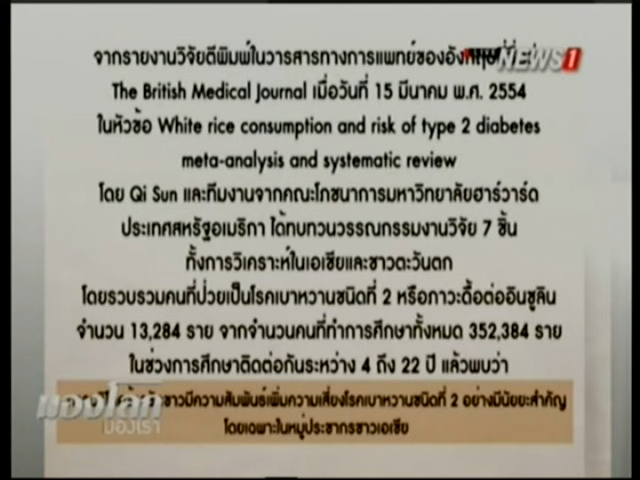 จากรายงานวิจัยตีพิมพ์ในวารสารทางการแพทย์ของอังกฤษ
NEWS1
The British Medical Journal เมื่อวันที่ 15 มีนาคม พ.ศ. 2554
ในหัวข้อ White rice consumption and risk of type 2 diabetes
meta-analysis and systematic review
โดย Qi Sun และทีมงานจากคณะโภชนาการมหาวิทยาลัยฮาร์วาร์ด
ประเทศสหรัฐอเมริกา ได้ทบทวนวรรณกรรมงานวิจัย 7 ชิ้น
ทั้งการวิเคราะห์ในเอเชียและชาวตะวันตก
โดยรวบรวมคนที่ป่วยเป็นโรคเบาหวานชนิดที่ 2 หรือภาวะดื้อต่ออินซูลิน
จำนวน 13,284 ราย จากจำนวนคนที่ทำการศึกษาทั้งหมด 352,384 ราย
ในช่วงการศึกษาติดต่อกันระหว่าง 4 ถึง 22 ปี แล้วพบว่า
มีความสัมพันธ์เพิ่มความเสี่ยงโรคเบาหวานชนิดที่ 2 อย่างมีนัยยะสำคัญ
โดยเฉพาะในหมู่ประชากรชาวเอเชีย
มองโลก
มองเรา